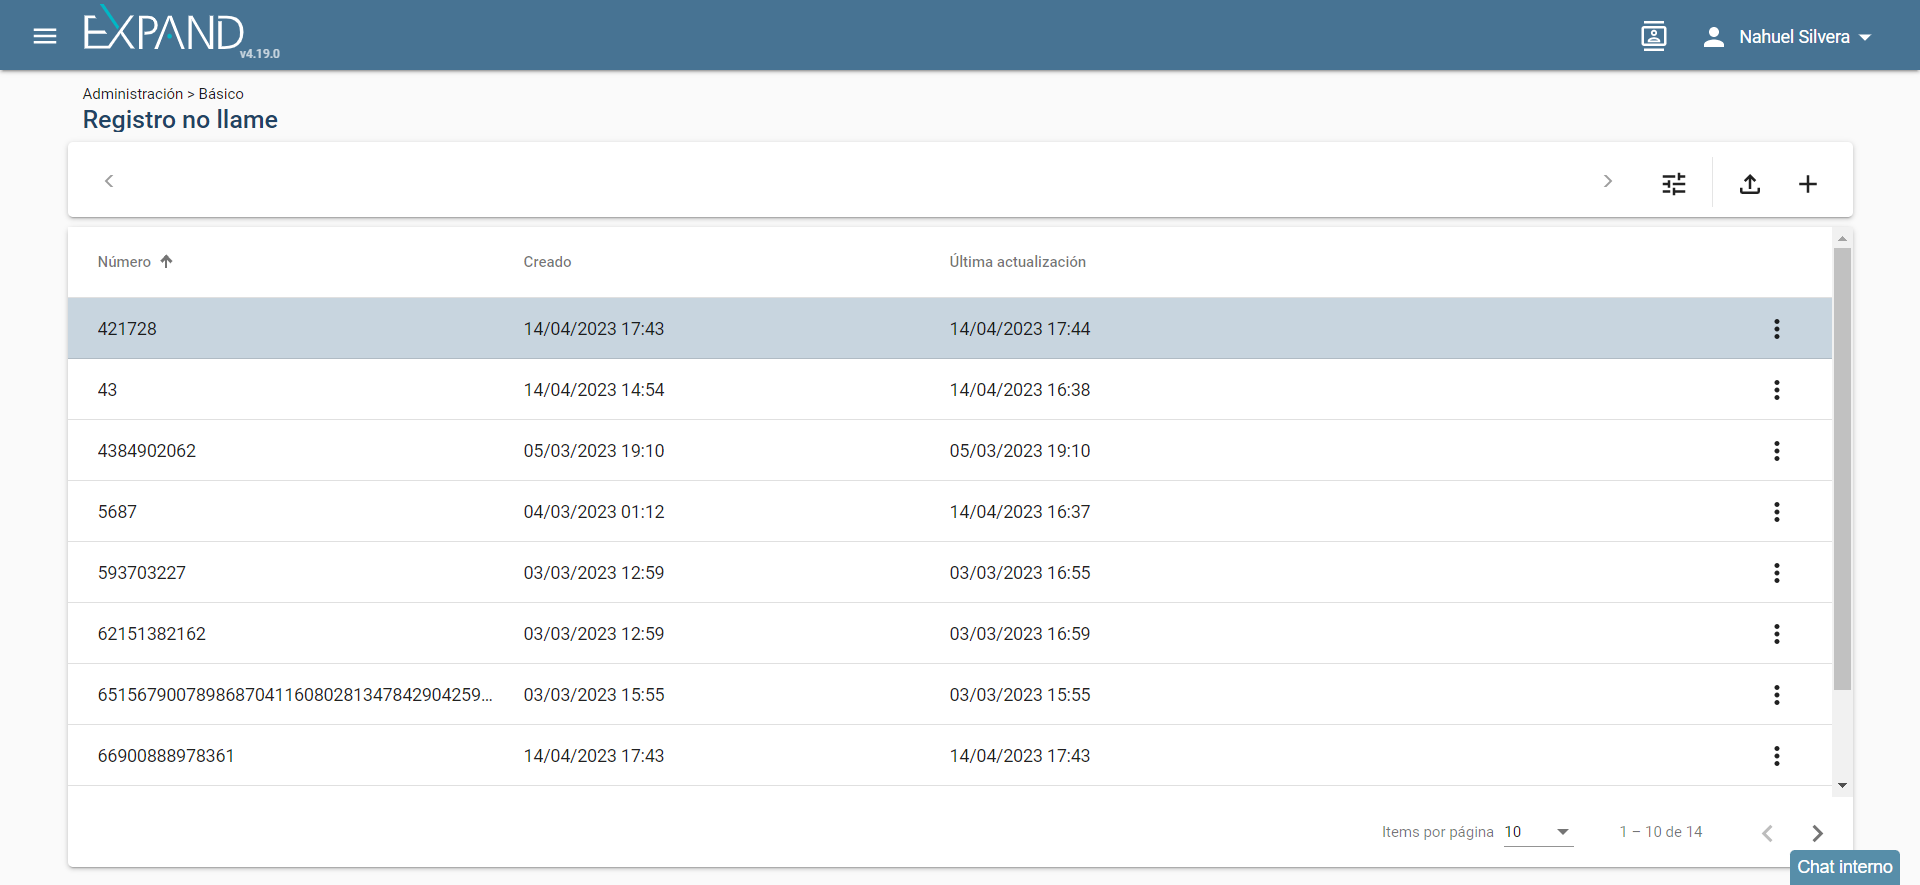 EXPAND
v4.19.0
Nahuel Silvera
Administración > Básico
Registro no llame
Número Creado Última actualización
421728 14/04/2023 17:43 14/04/2023 17:44
43 14/04/2023 14:54 14/04/2023 16:38
4384902062 05/03/2023 19:10 05/03/2023 19:10
5687 04/03/2023 01:12 14/04/2023 16:37
593703227 03/03/2023 12:59 03/03/2023 16:55
62151382162 03/03/2023 12:59 03/03/2023 16:59
651567900789868704116080281347842904259... 03/03/2023 15:55 03/03/2023 15:55
66900888978361 14/04/2023 17:43 14/04/2023 17:43
Items por página 10 1 – 10 de 14
Chat interno